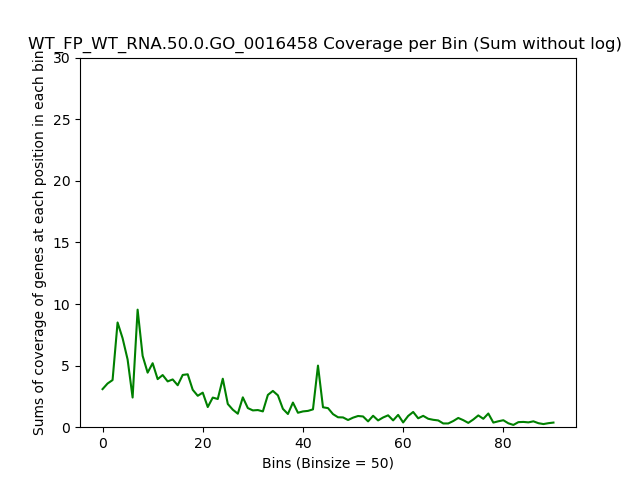 WT_FP_WT_RNA.50.0.GO_0016458 Coverage per Bin (Sum without log)
Sums of coverage of genes at each position in each bin
30
25
20
15
10
5
0
0 20 40 60 80
Bins (Binsize = 50)